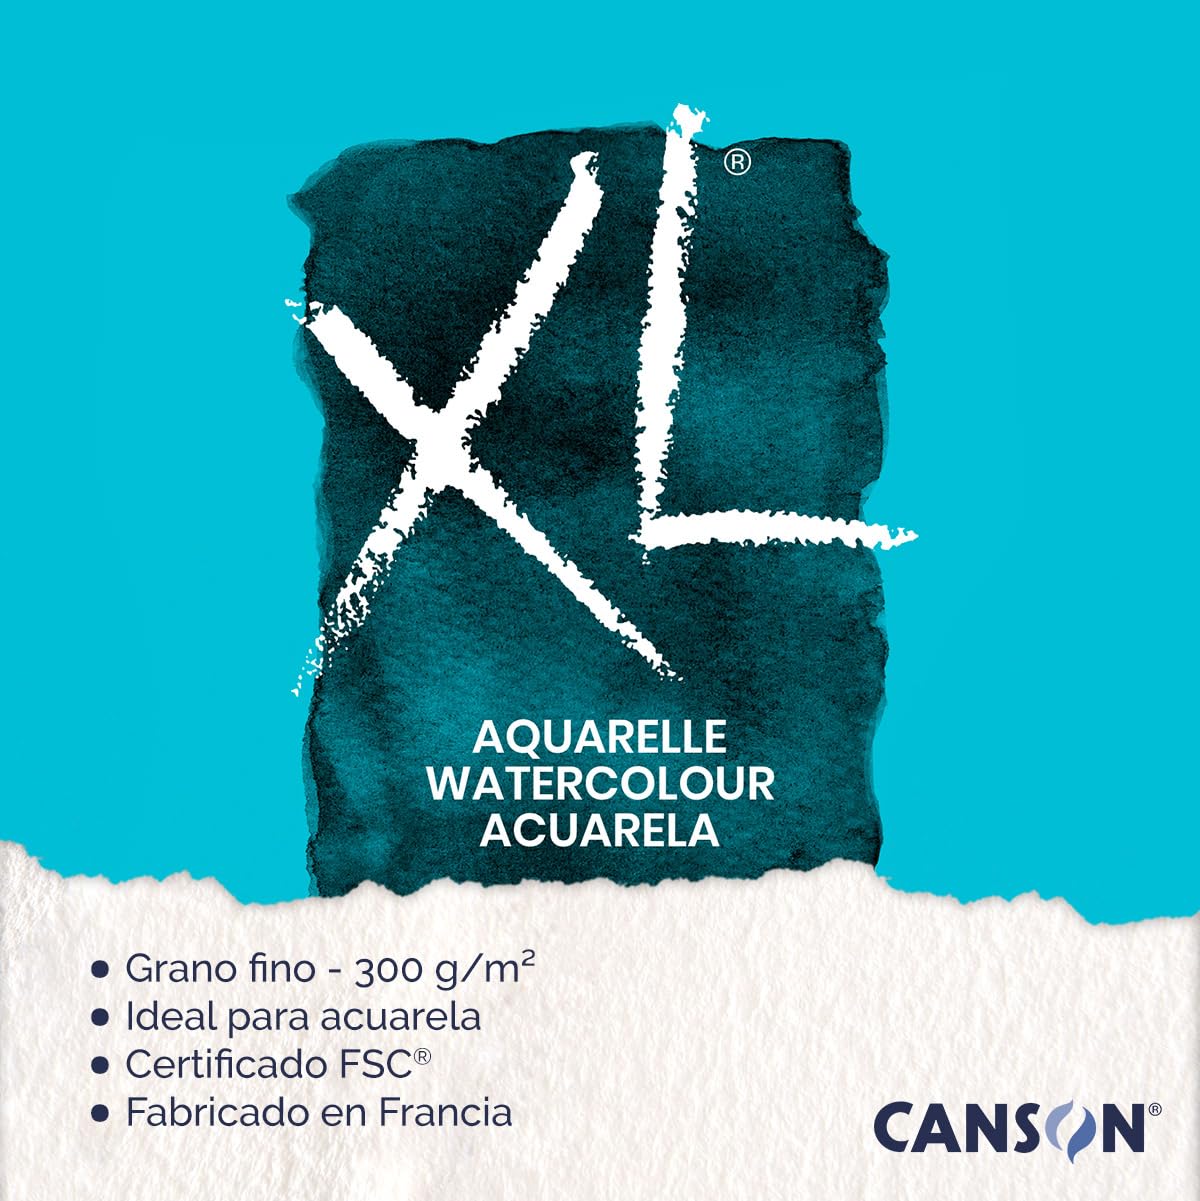 XL®
AQUARELLE
WATERCOLOUR
ACUARELA
• Grano fino - 300 g/m²
• Ideal para acuarela
• Certificado FSC®
• Fabricado en Francia
CANSON®